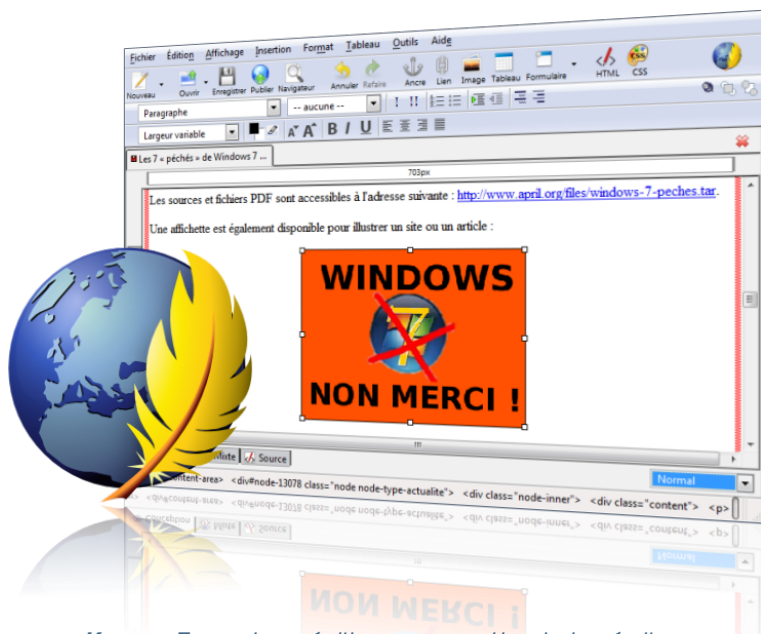 Fichier Édition Affichage Insertion Format Tableau Outils Aide
Nouveau Ouvrir Enregistrer Publier Navigateur Annuler Refaire Ancre Lien Image Tableau Formulaire HTML CSS
Paragraphe -- aucune -- ! !!
Largeur variable A A B I U
Les 7 « péchés » de Windows 7 ...
703px
Les sources et fichiers PDF sont accessibles à l'adresse suivante : http://www.april.org/files/windows-7-peches.tar.
Une affichette est également disponible pour illustrer un site ou un article :
WINDOWS
7
NON MERCI !
Source
Normal
<div#node-13078 class="node node-type-actualite"> <div class="node-inner"> <div class="content"> <p>